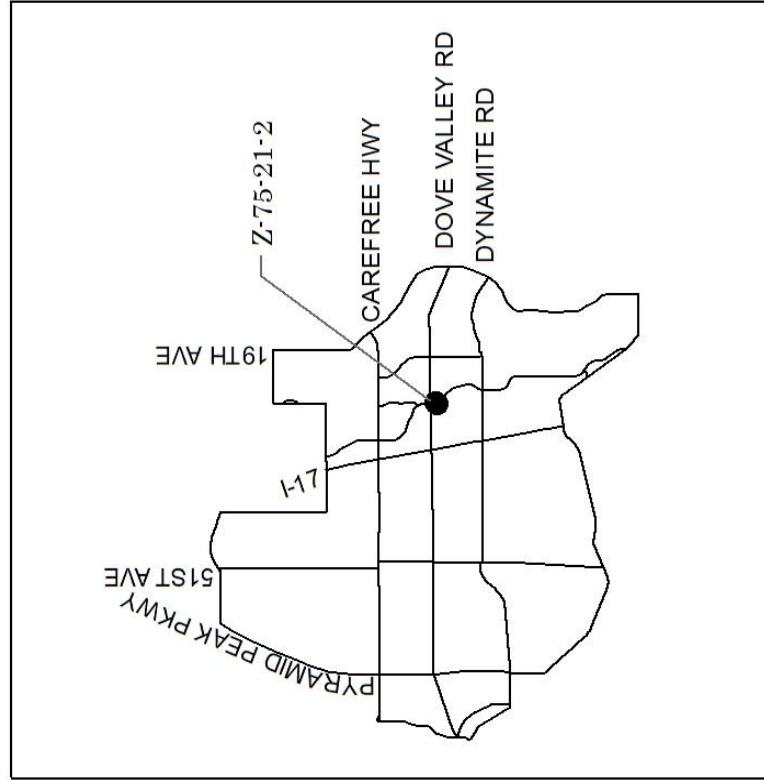 Z-75-21-2
CAREFREE HWY
DOVE VALLEY RD
DYNAMITE RD
19TH AVE
I-17
51ST AVE
PYRAMID PEAK PKWY